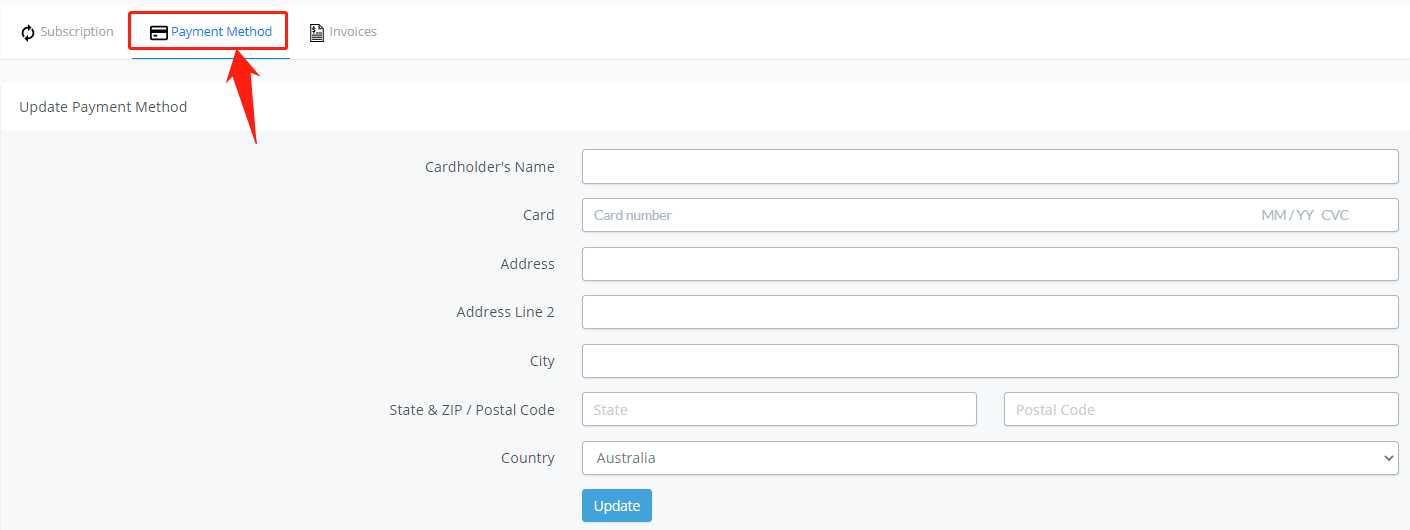 Subscription Payment Method Invoices
Update Payment Method
Cardholder's Name
Card Card number MM / YY CVC
Address
Address Line 2
City
State & ZIP / Postal Code State Postal Code
Country Australia
Update